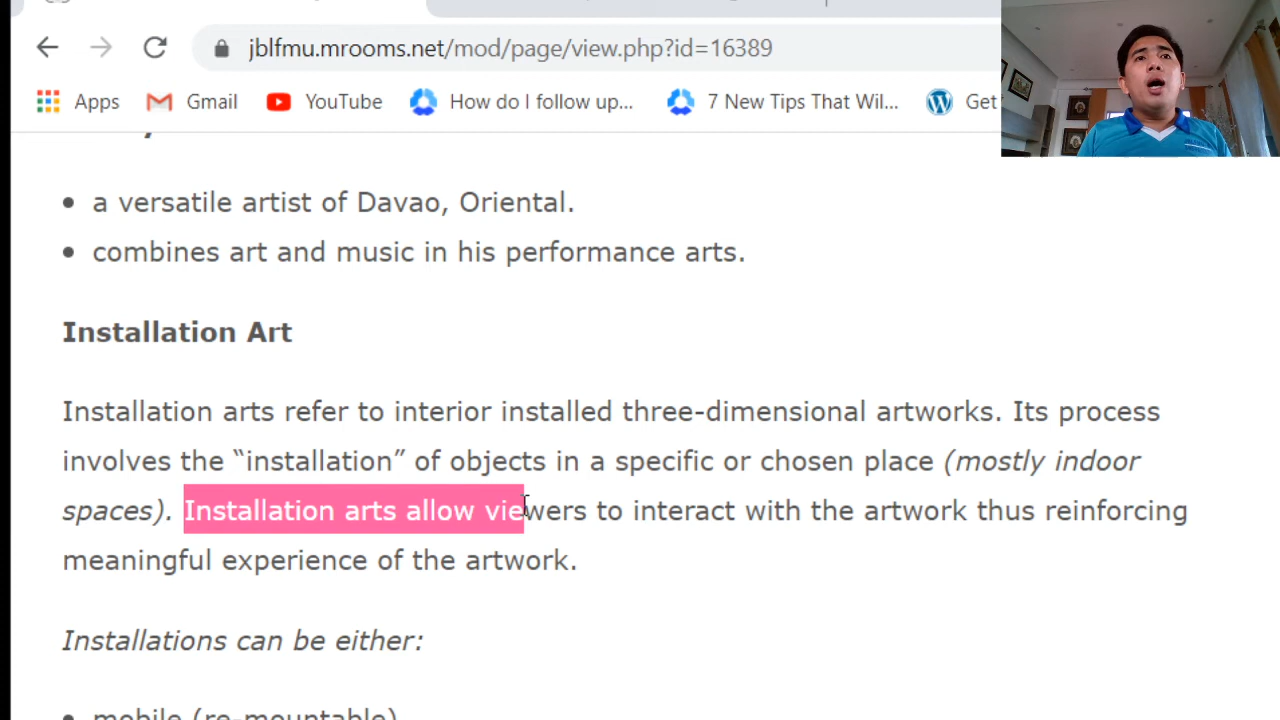 jblfmu.mrooms.net/mod/page/view.php?id=16389
Apps Gmail YouTube How do I follow up... 7 New Tips That Wil... Get
• a versatile artist of Davao, Oriental.
• combines art and music in his performance arts.
Installation Art
Installation arts refer to interior installed three-dimensional artworks. Its process
involves the “installation” of objects in a specific or chosen place (mostly indoor
spaces). Installation arts allow viewers to interact with the artwork thus reinforcing
meaningful experience of the artwork.
Installations can be either:
• mobile (re-mountable)